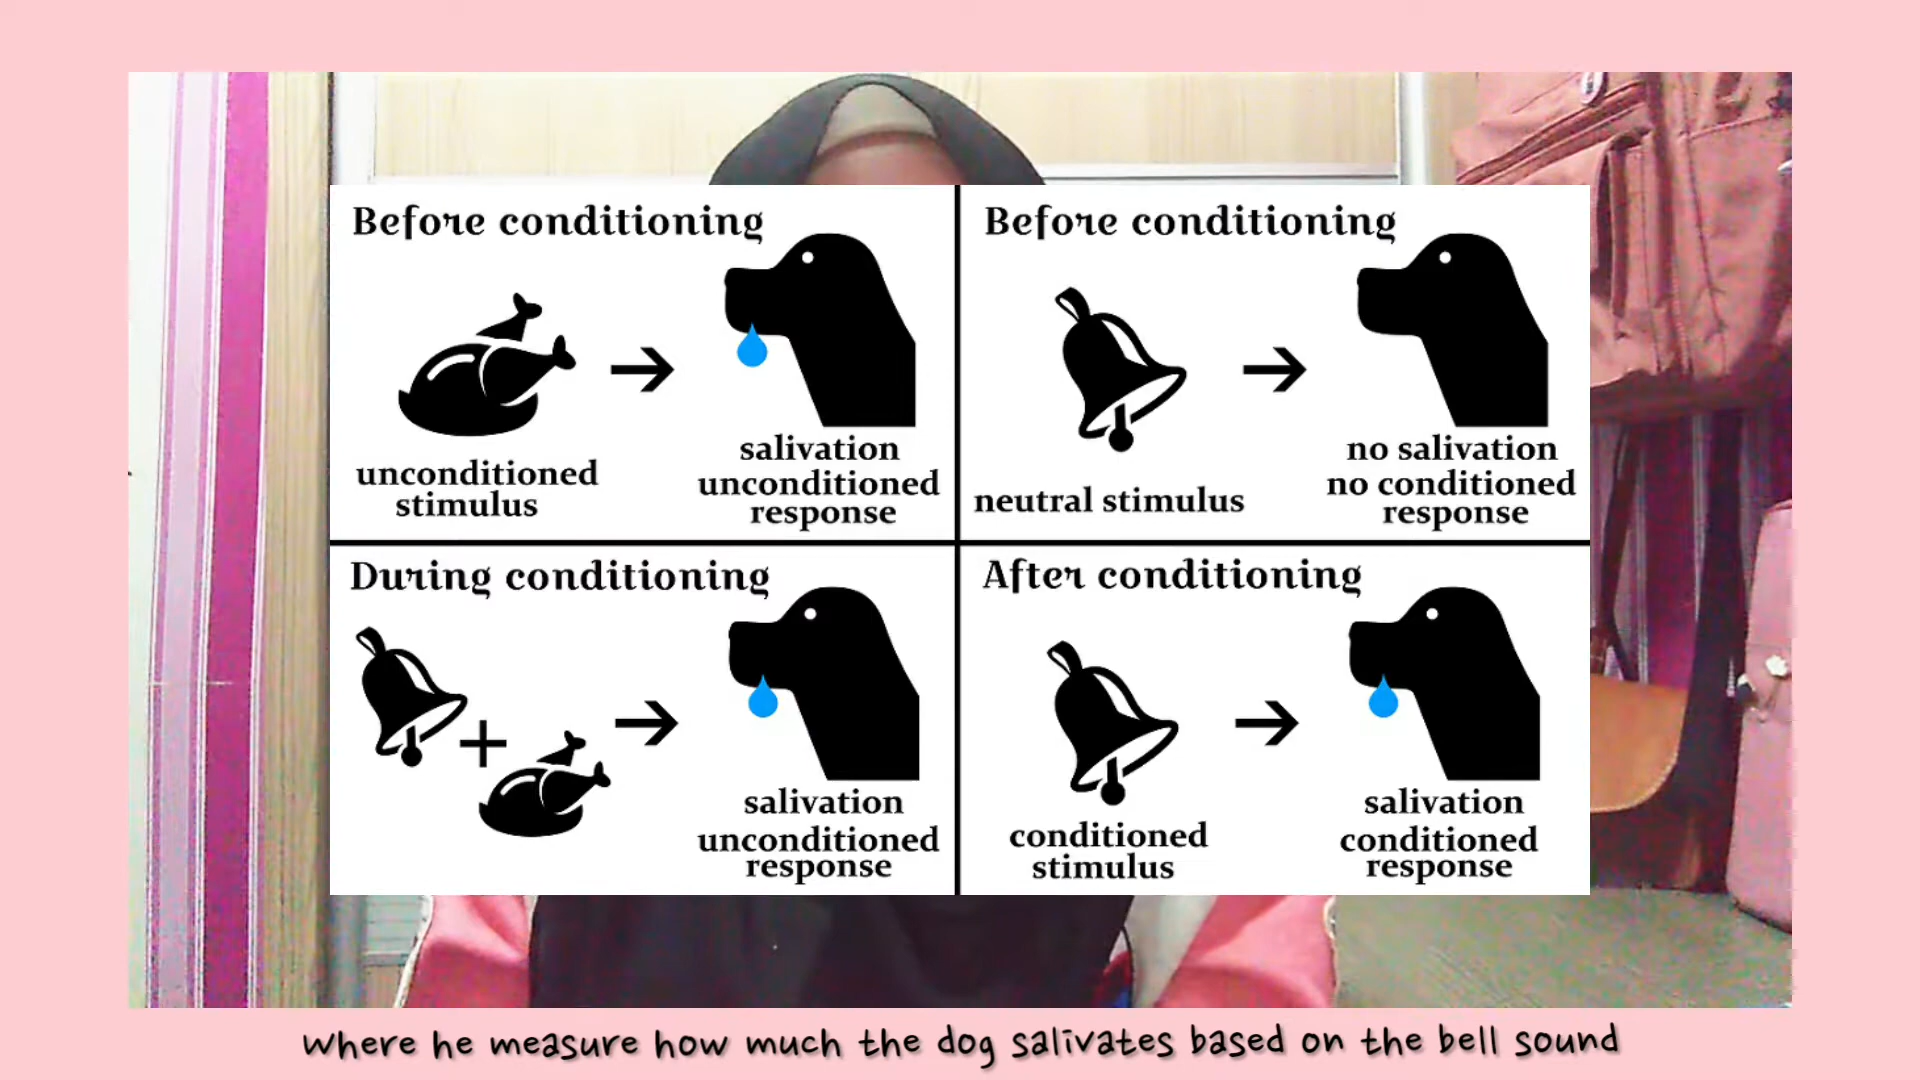 Before conditioning
unconditioned
stimulus
salivation
unconditioned
response
Before conditioning
neutral stimulus
no salivation
no conditioned
response
During conditioning
+
salivation
unconditioned
response
After conditioning
conditioned
stimulus
salivation
conditioned
response
where he measure how much the dog salivates based on the bell sound